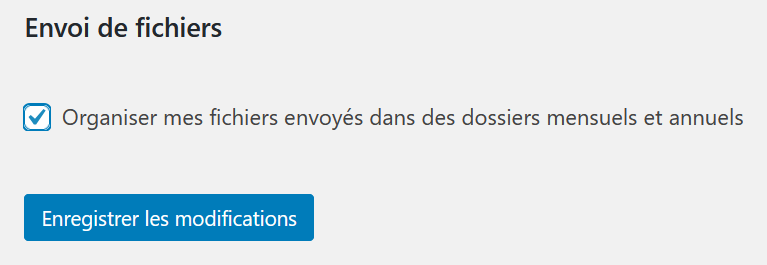 Envoi de fichiers
Organiser mes fichiers envoyés dans des dossiers mensuels et annuels
Enregistrer les modifications